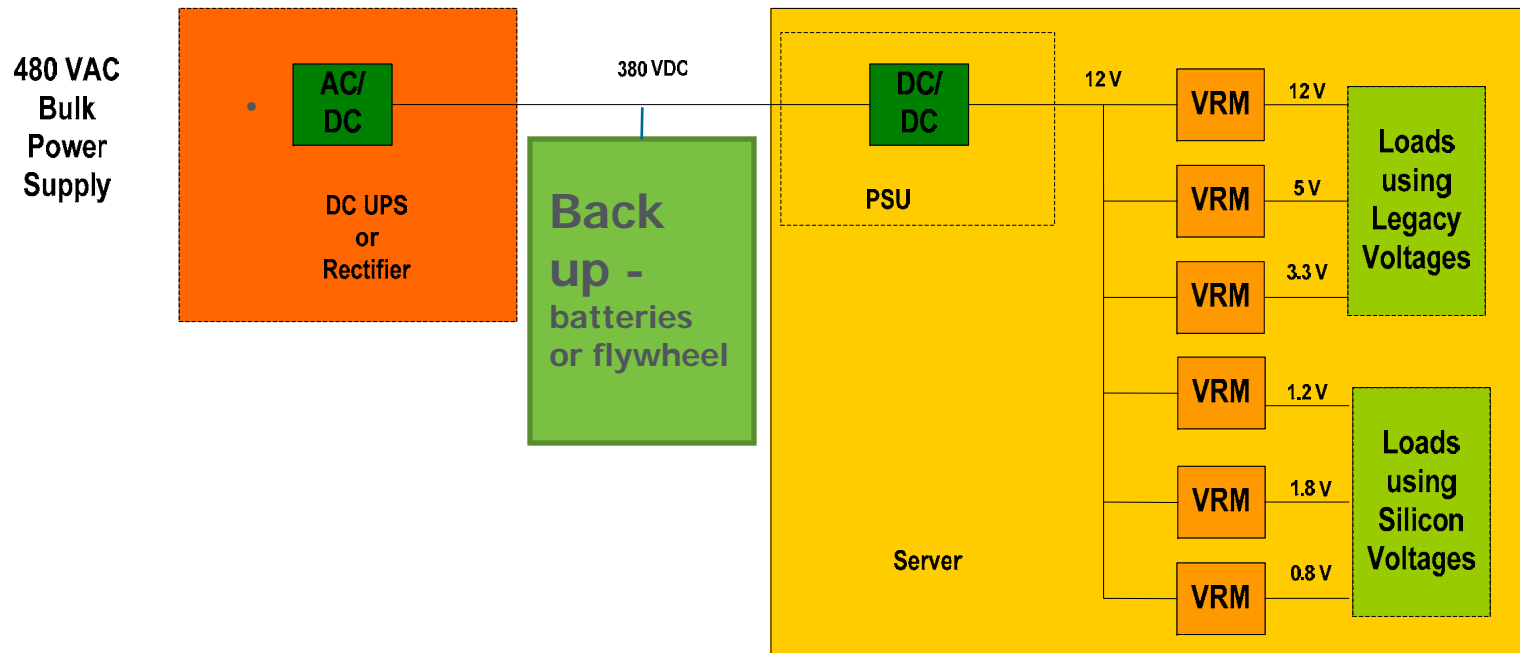 480 VAC
Bulk
Power
Supply
AC/
DC
DC UPS
or
Rectifier
380 VDC
Back
up -
batteries
or flywheel
DC/
DC
PSU
12 V
Server
VRM
12 V
VRM
5 V
VRM
3.3 V
Loads
using
Legacy
Voltages
VRM
1.2 V
VRM
1.8 V
VRM
0.8 V
Loads
using
Silicon
Voltages